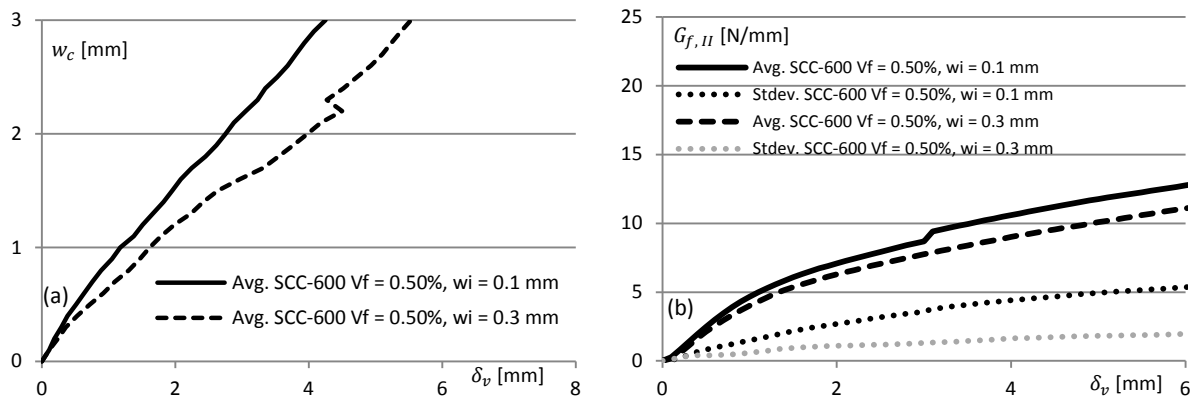 3
2
1
0
w_c [mm]
(a)
Avg. SCC-600 Vf = 0.50%, wi = 0.1 mm
Avg. SCC-600 Vf = 0.50%, wi = 0.3 mm
0 2 4 6 8
δ_v [mm]
25
20
15
10
5
0
G_f,II [N/mm]
Avg. SCC-600 Vf = 0.50%, wi = 0.1 mm
Stdev. SCC-600 Vf = 0.50%, wi = 0.1 mm
Avg. SCC-600 Vf = 0.50%, wi = 0.3 mm
Stdev. SCC-600 Vf = 0.50%, wi = 0.3 mm
(b)
0 2 4 6
δ_v [mm]